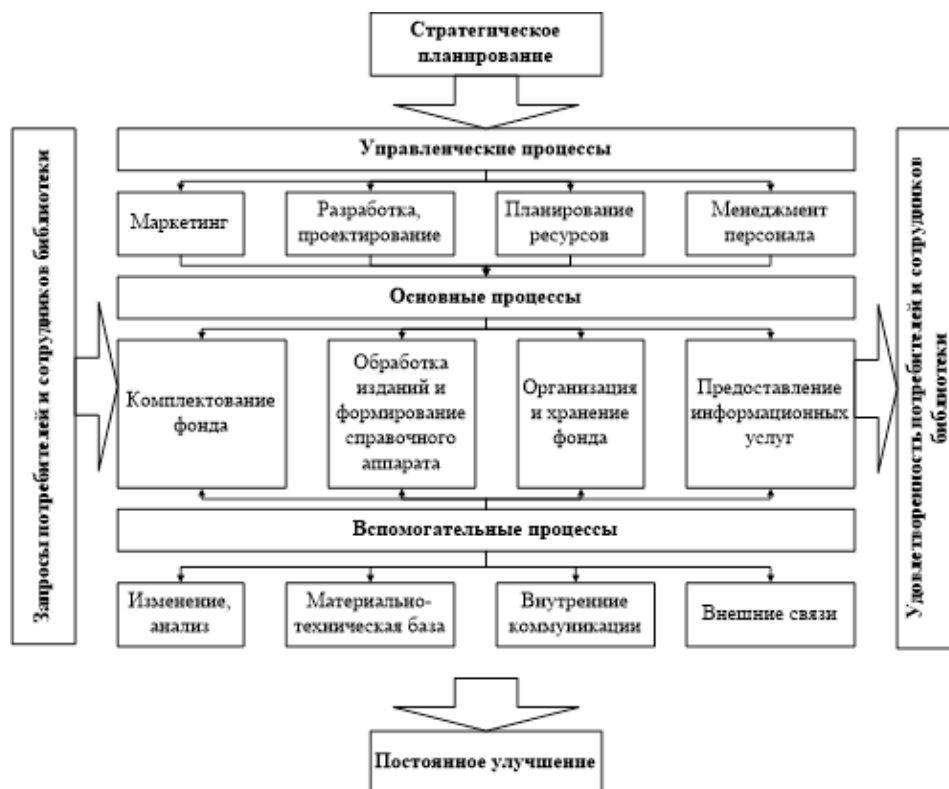 Стратегическое
планирование
Запросы потребителей и сотрудников библиотеки
Управленические процессы
Маркетинг
Разработка,
проектирование
Планирование
ресурсов
Менеджмент
персонала
Основные процессы
Комплектование
фонда
Обработка
изданий и
формирование
справочного
аппарата
Организация
и хранение
фонда
Предоставление
информационных
услуг
Вспомогательные процессы
Изменение,
анализ
Материально-
техническая база
Внутренние
коммуникации
Внешние связи
Удовлетворенность потребителей и сотрудников
библиотеки
Постоянное улучшение